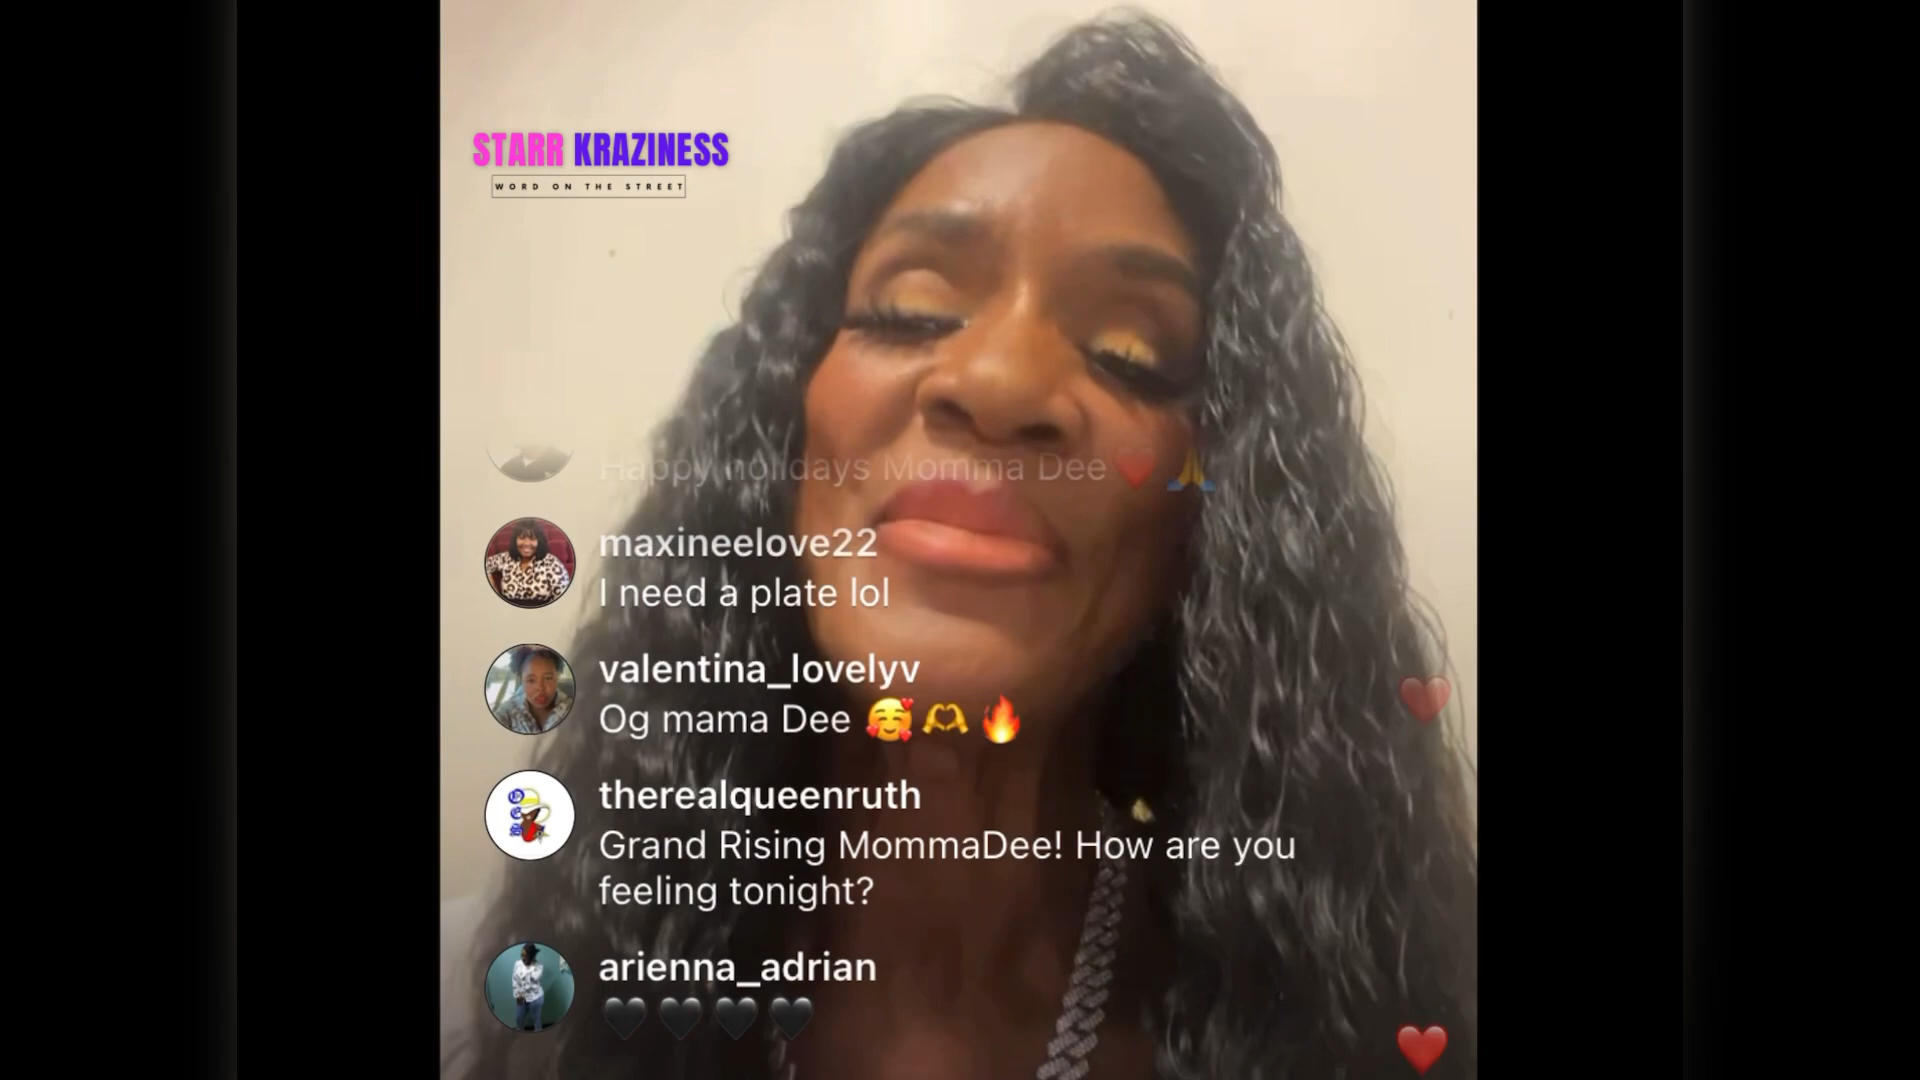 STARR KRAZINESS
WORD ON THE STREET
Happy holidays Momma Dee ❤️ 🙏
maxineelove22
I need a plate lol
valentina_lovelyv
Og mama Dee 🥰 🫶 🔥
therealqueenruth
Grand Rising MommaDee! How are you
feeling tonight?
arienna_adrian
🖤 🖤 🖤 🖤